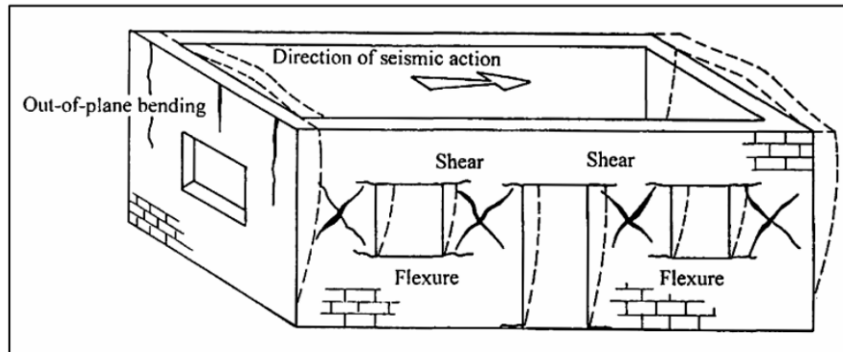 Direction of seismic action
Out-of-plane bending
Shear Shear
Flexure Flexure